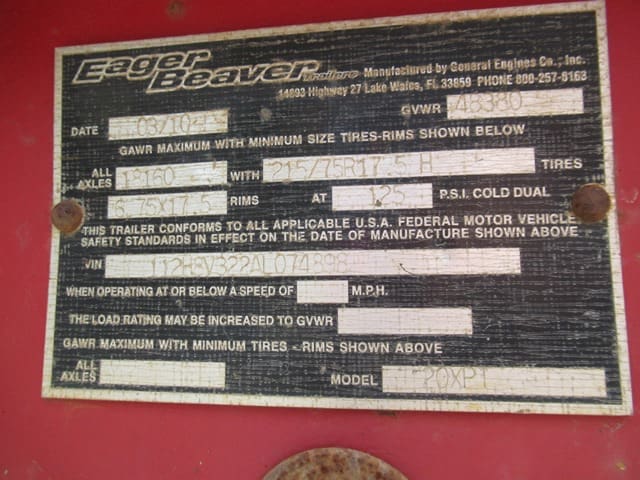 Eager Beaver Trailers Manufactured by General Engines Co., Inc.
14893 Highway 27 Lake Wales, Fl. 33859 PHONE 800-257-8163
GVWR 48380
DATE 03/10
GAWR MAXIMUM WITH MINIMUM SIZE TIRES-RIMS SHOWN BELOW
ALL AXLES WITH 215/75R17.5 H TIRES
6.75X17.5 RIMS AT 125 P.S.I. COLD DUAL
THIS TRAILER CONFORMS TO ALL APPLICABLE U.S.A. FEDERAL MOTOR VEHICLE
SAFETY STANDARDS IN EFFECT ON THE DATE OF MANUFACTURE SHOWN ABOVE
VIN 112H8V322AL074898
WHEN OPERATING AT OR BELOW A SPEED OF M.P.H.
THE LOAD RATING MAY BE INCREASED TO GVWR
GAWR MAXIMUM WITH MINIMUM TIRES - RIMS SHOWN ABOVE
ALL AXLES MODEL 20XPT